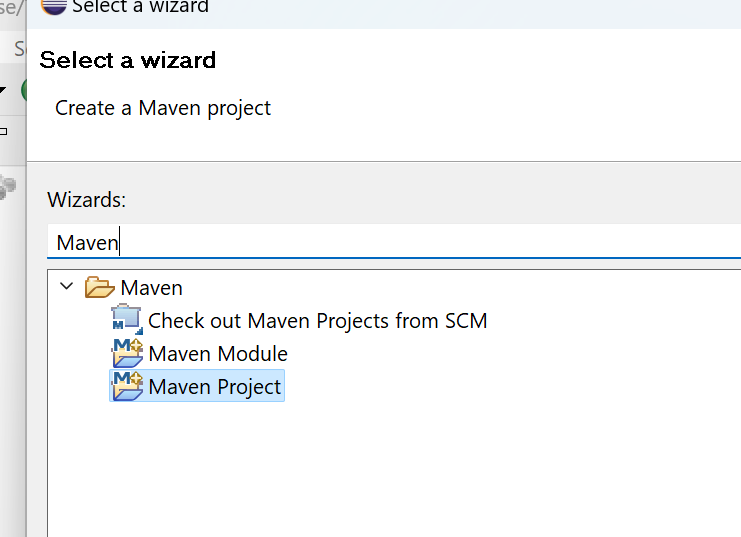 Select a wizard
Select a wizard
Create a Maven project
Wizards:
Maven
Maven
Check out Maven Projects from SCM
Maven Module
Maven Project